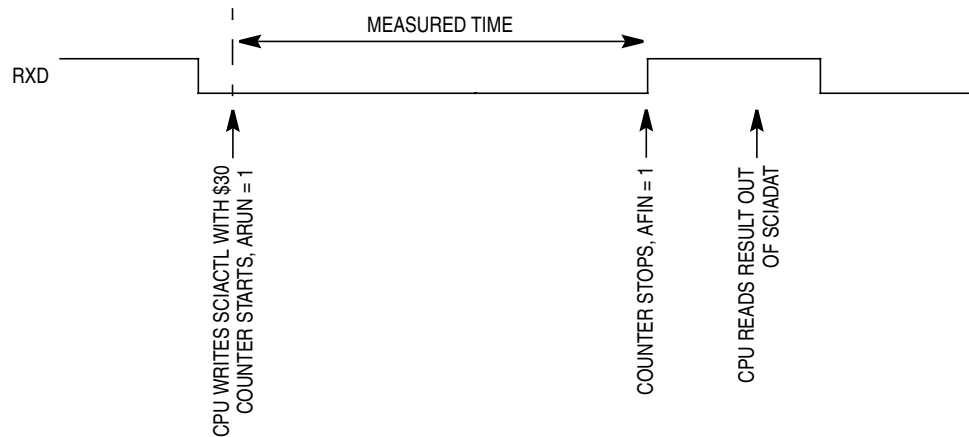 MEASURED TIME
RXD
CPU WRITES SCIACTL WITH $30
COUNTER STARTS, ARUN = 1
COUNTER STOPS, AFIN = 1
CPU READS RESULT OUT
OF SCIADAT